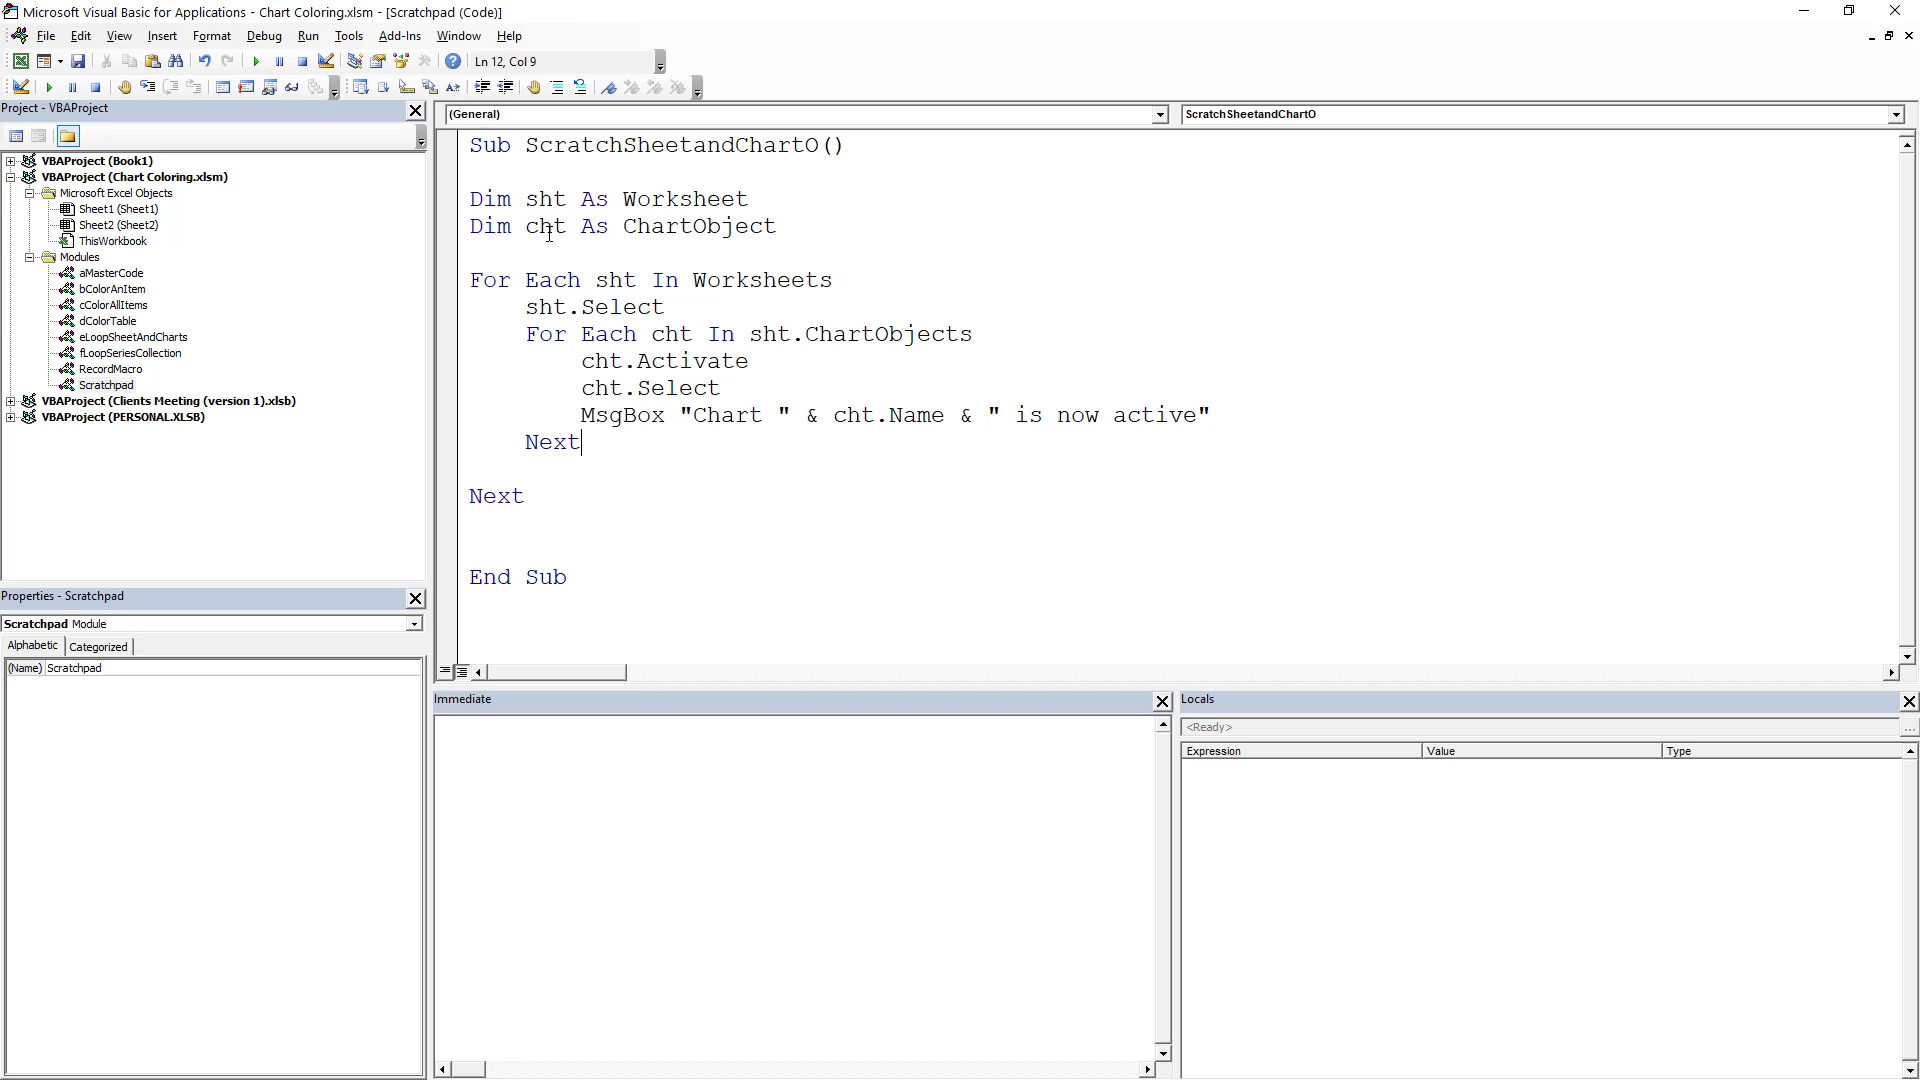 Microsoft Visual Basic for Applications - Chart Coloring.xlsm - [Scratchpad (Code)]
File Edit View Insert Format Debug Run Tools Add-Ins Window Help
Ln 12, Col 9
Project - VBAProject
(General)
ScratchSheetandChartO
VBAProject (Book1)
VBAProject (Chart Coloring.xlsm)
Microsoft Excel Objects
Sheet1 (Sheet1)
Sheet2 (Sheet2)
ThisWorkbook
Modules
aMasterCode
bColorAnItem
cColorAllItems
dColorTable
eLoopSheetAndCharts
fLoopSeriesCollection
RecordMacro
Scratchpad
VBAProject (Clients Meeting (version 1).xlsb)
VBAProject (PERSONAL.XLSB)
Sub ScratchSheetandChartO()
Dim sht As Worksheet
Dim cht As ChartObject
For Each sht In Worksheets
sht.Select
For Each cht In sht.ChartObjects
cht.Activate
cht.Select
MsgBox "Chart " & cht.Name & " is now active"
Next
Next
End Sub
Properties - Scratchpad
Scratchpad Module
Alphabetic Categorized
(Name) Scratchpad
Immediate
Locals
<Ready>
Expression Value Type